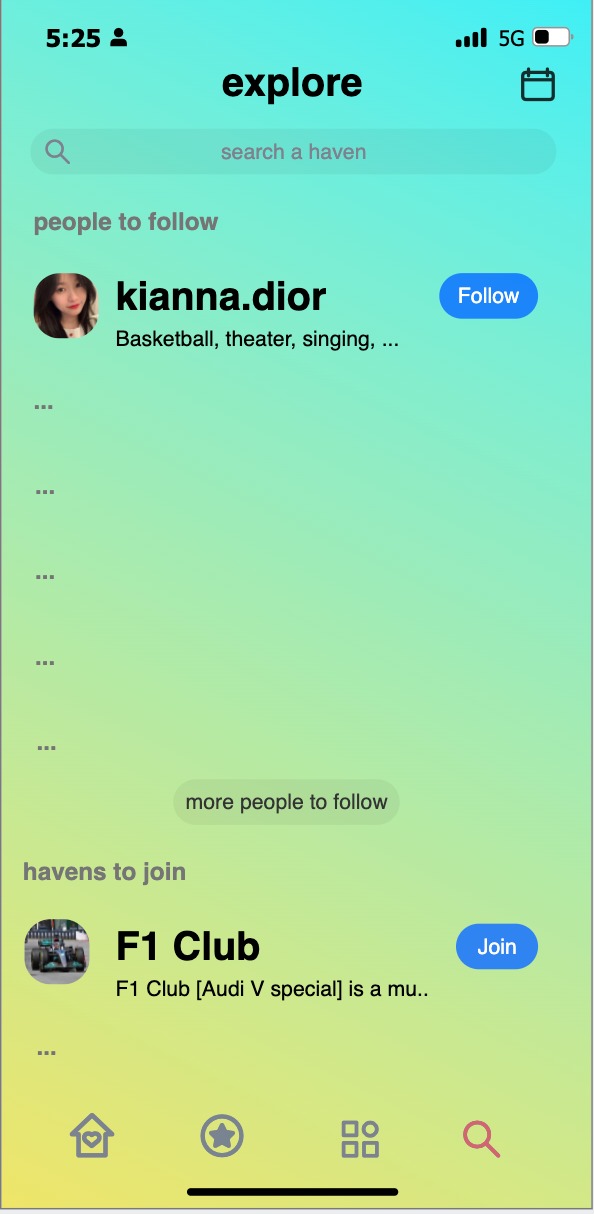 5:25
5G
explore
search a haven
people to follow
kianna.dior
Follow
Basketball, theater, singing, ...
...
...
...
...
...
more people to follow
havens to join
F1 Club
Join
F1 Club [Audi V special] is a mu..
...